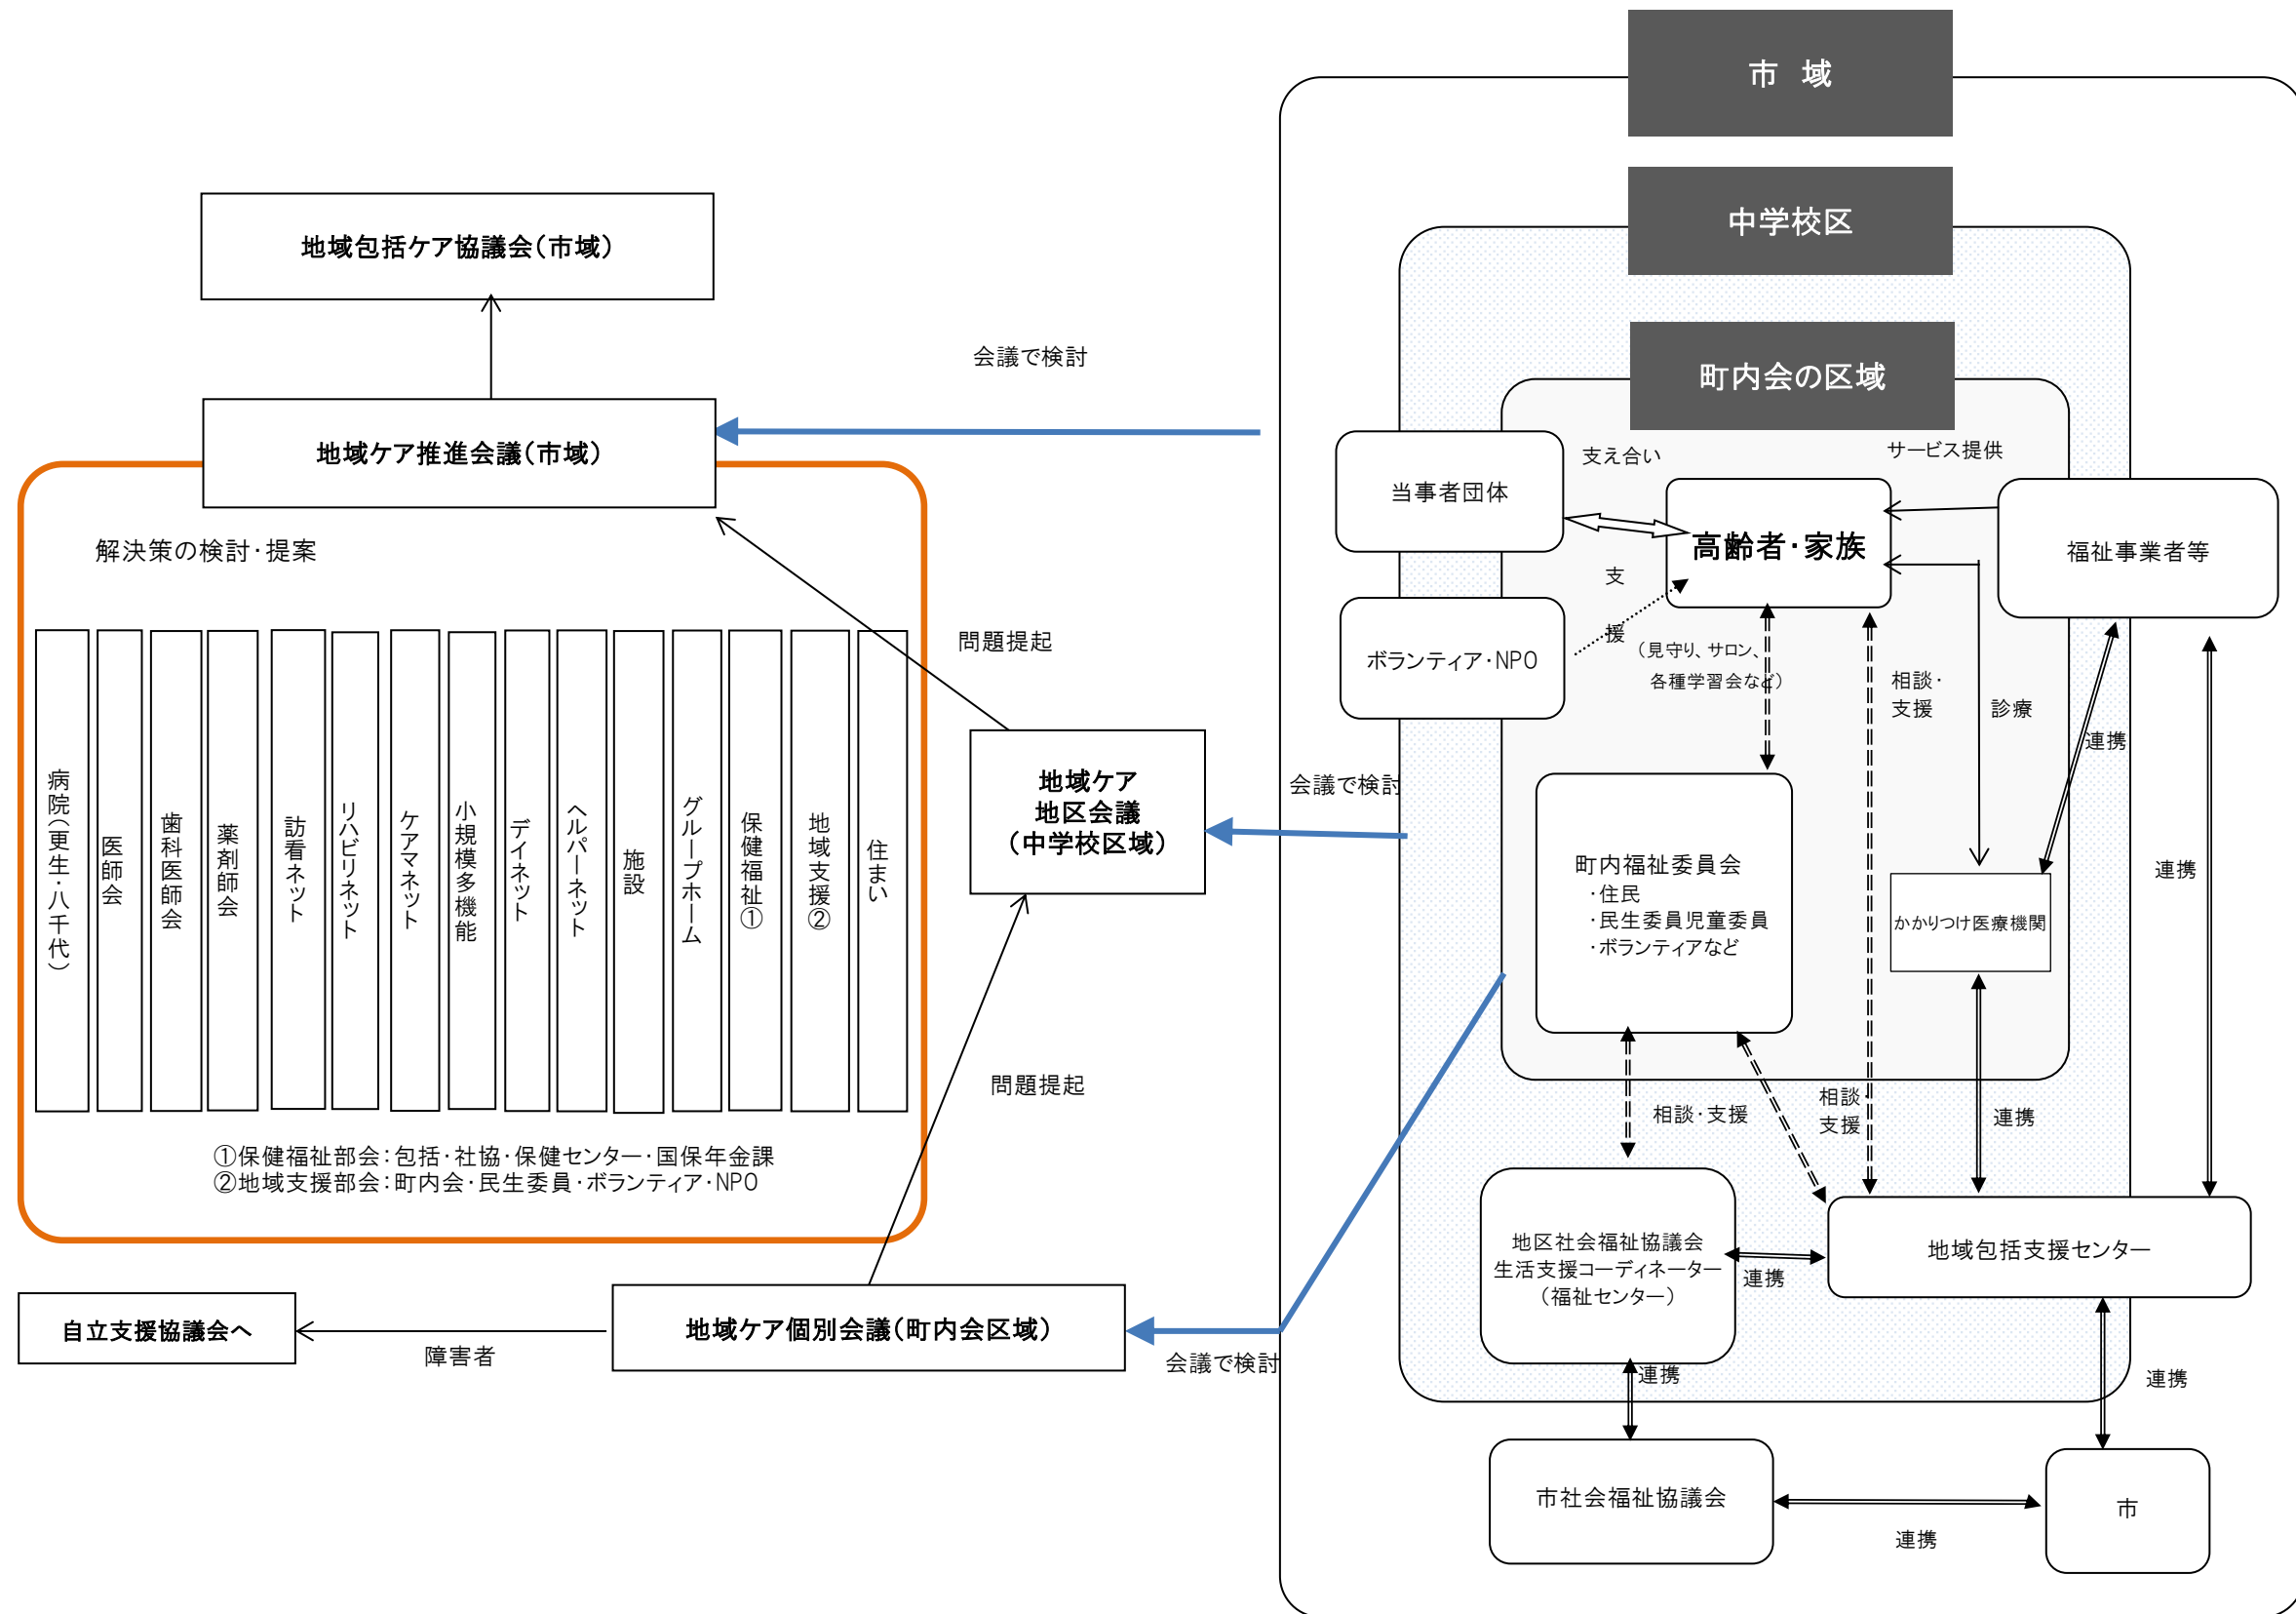 市　域
中学校区
町内会の区域
地域包括ケア協議会（市域）
会議で検討
地域ケア推進会議（市域）
解決策の検討・提案
問題提起
病院（更生・八千代）
医師会
歯科医師会
薬剤師会
訪看ネット
リハビリネット
ケアマネット
小規模多機能
デイネット
ヘルパーネット
施設
グループホーム
保健福祉①
地域支援②
住まい
①保健福祉部会：包括・社協・保健センター・国保年金課
②地域支援部会：町内会・民生委員・ボランティア・NPO
地域ケア
地区会議
（中学校区域）
会議で検討
問題提起
自立支援協議会へ
障害者
地域ケア個別会議（町内会区域）
会議で検討
当事者団体
支え合い
サービス提供
高齢者・家族
福祉事業者等
支
援
ボランティア・NPO
（見守り、サロン、
各種学習会など）
相談・
支援
診療
連携
連携
町内福祉委員会
・住民
・民生委員児童委員
・ボランティアなど
かかりつけ医療機関
相談・支援
相談・
支援
連携
地区社会福祉協議会
生活支援コーディネーター
（福祉センター）
連携
地域包括支援センター
連携
連携
市社会福祉協議会
連携
市